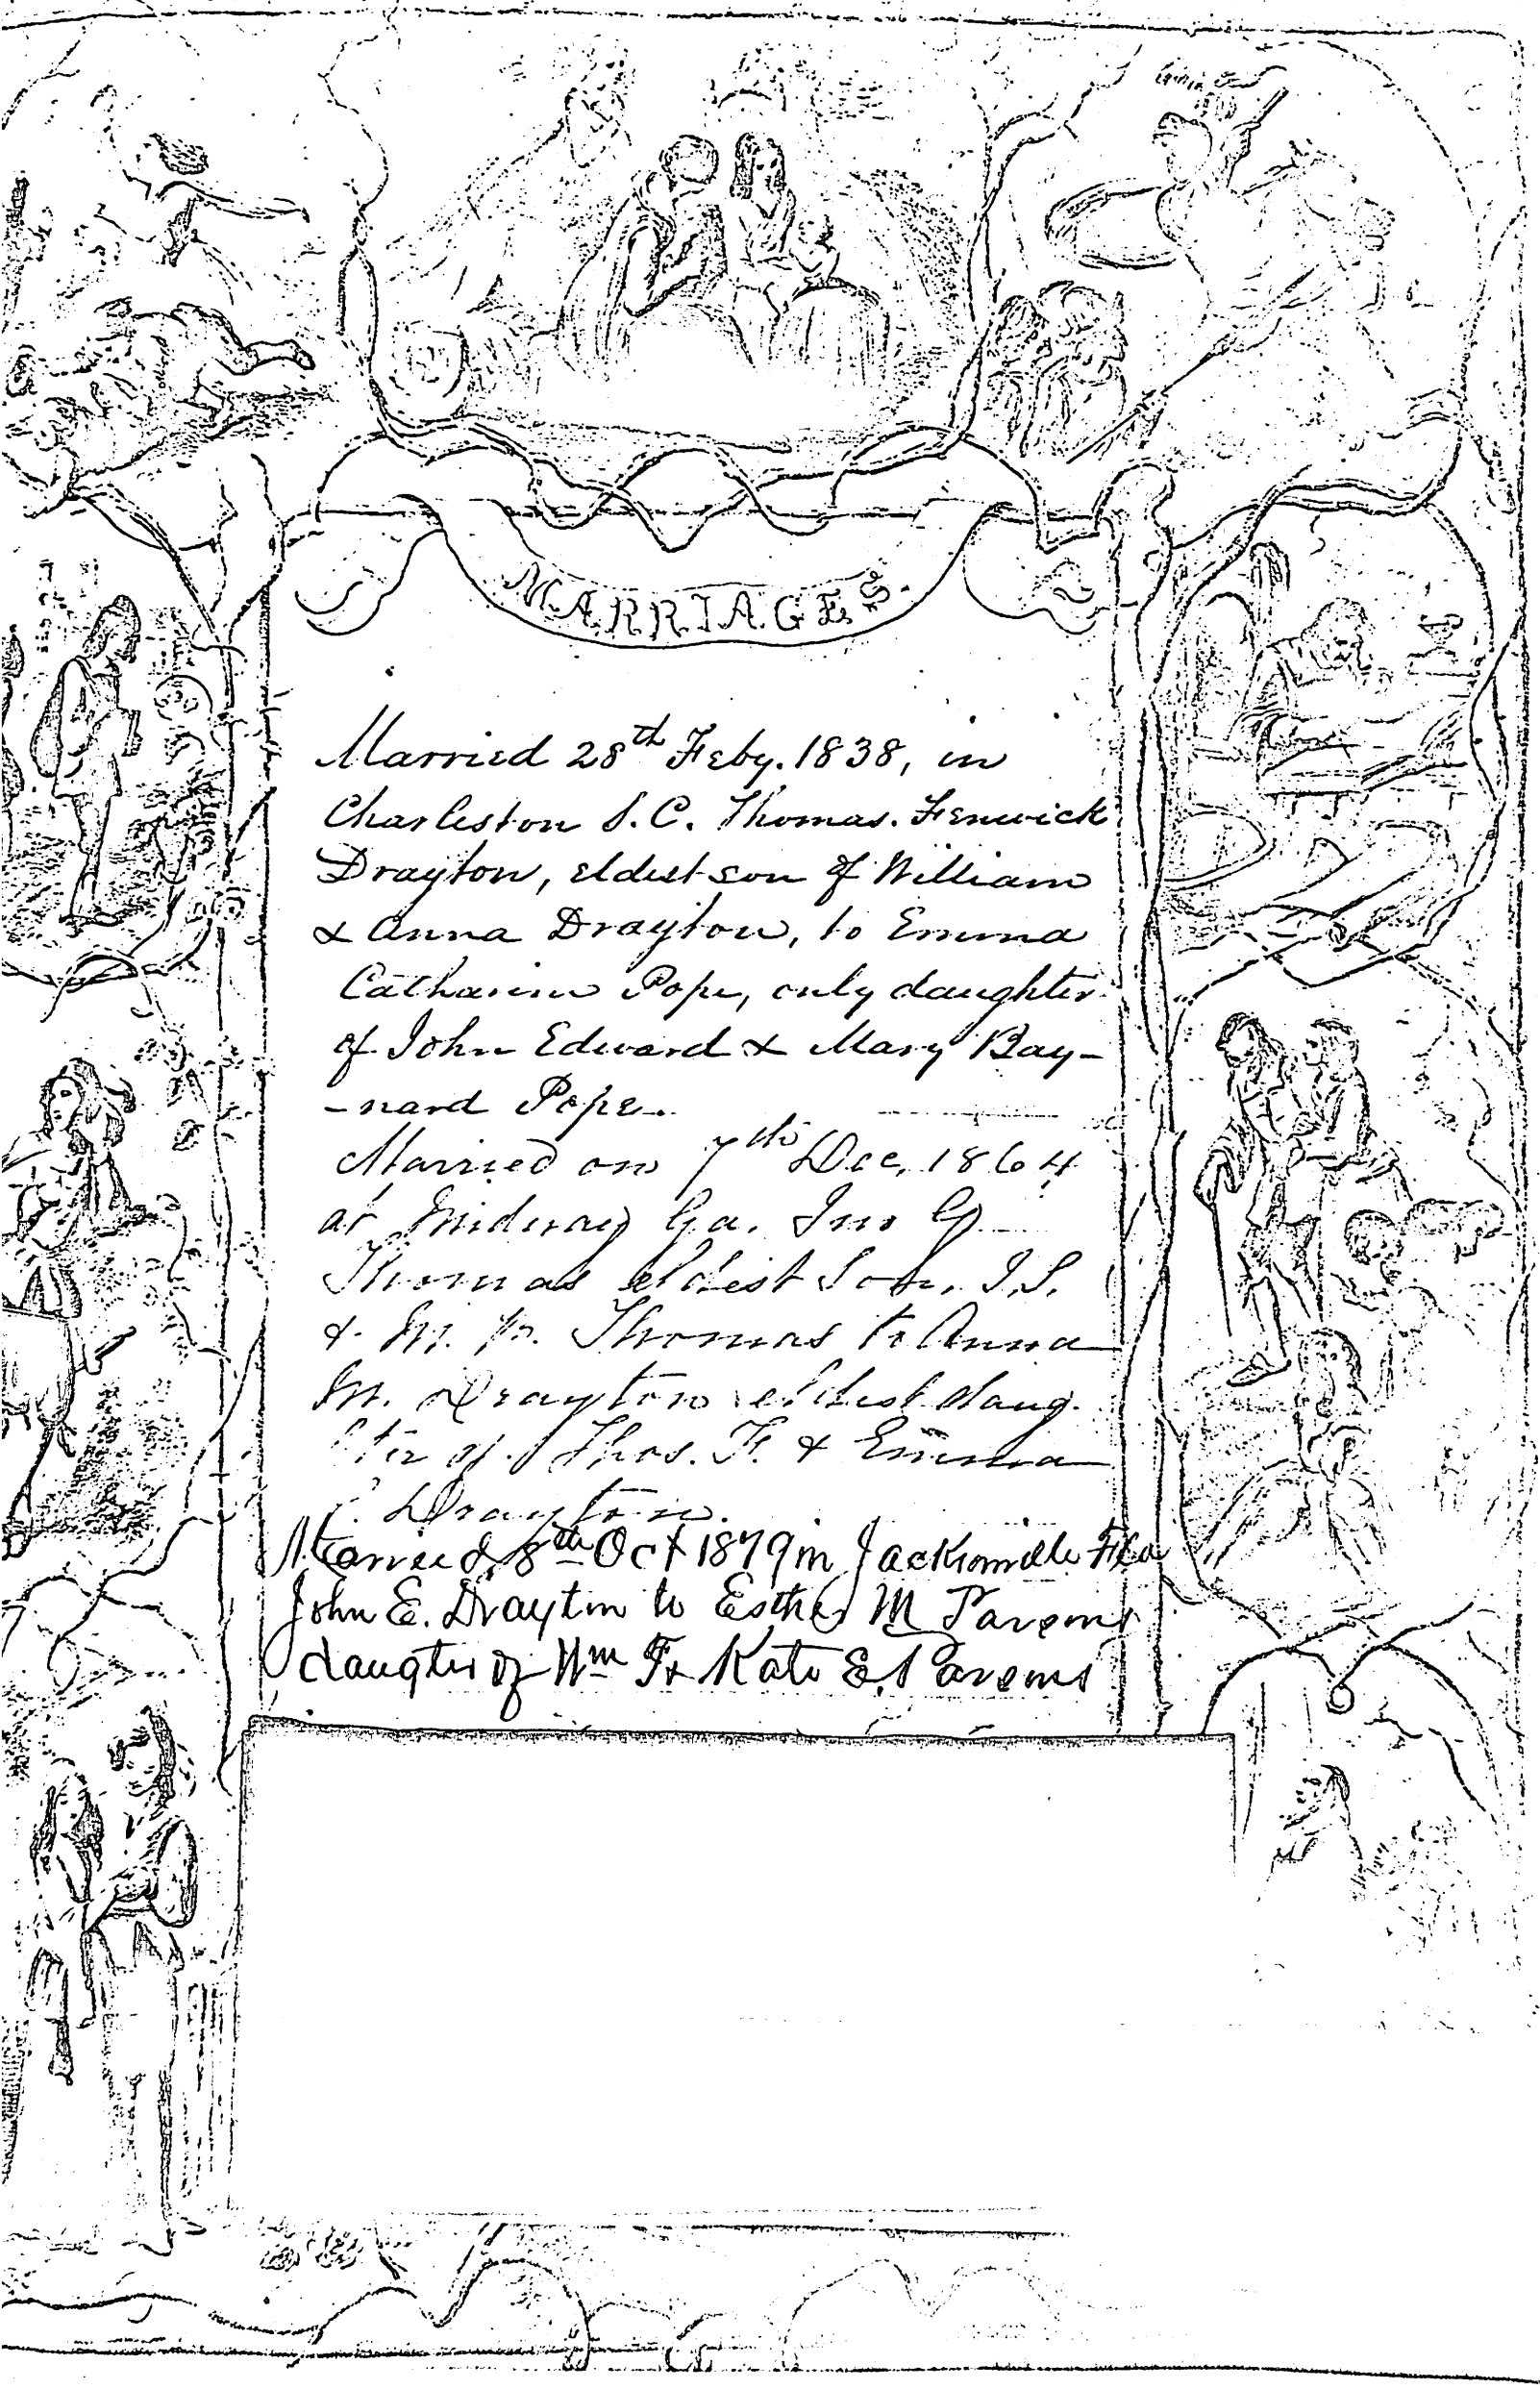 MARRIAGES.
Married 28th Feby. 1838, in
Charleston S.C. Thomas. Fenwick
Drayton, eldest son of William
& Anna Drayton, to Emma
Catharine Pope, only daughter
of John Edward & Mary Bay-
-nard Pope.
Married on 7th Dec, 1864
at Midway Ga. Jno G
Thomas eldest Son, J.S.
& M. Thomas to Anna
M. Drayton eldest daug.
ter of Thos. F. & Emma
C. Drayton.
Married 8th Oct 1879 in Jacksonville Fla
John E. Drayton to Esther M Parsons
daugter of Wm F & Kate E. Parsons